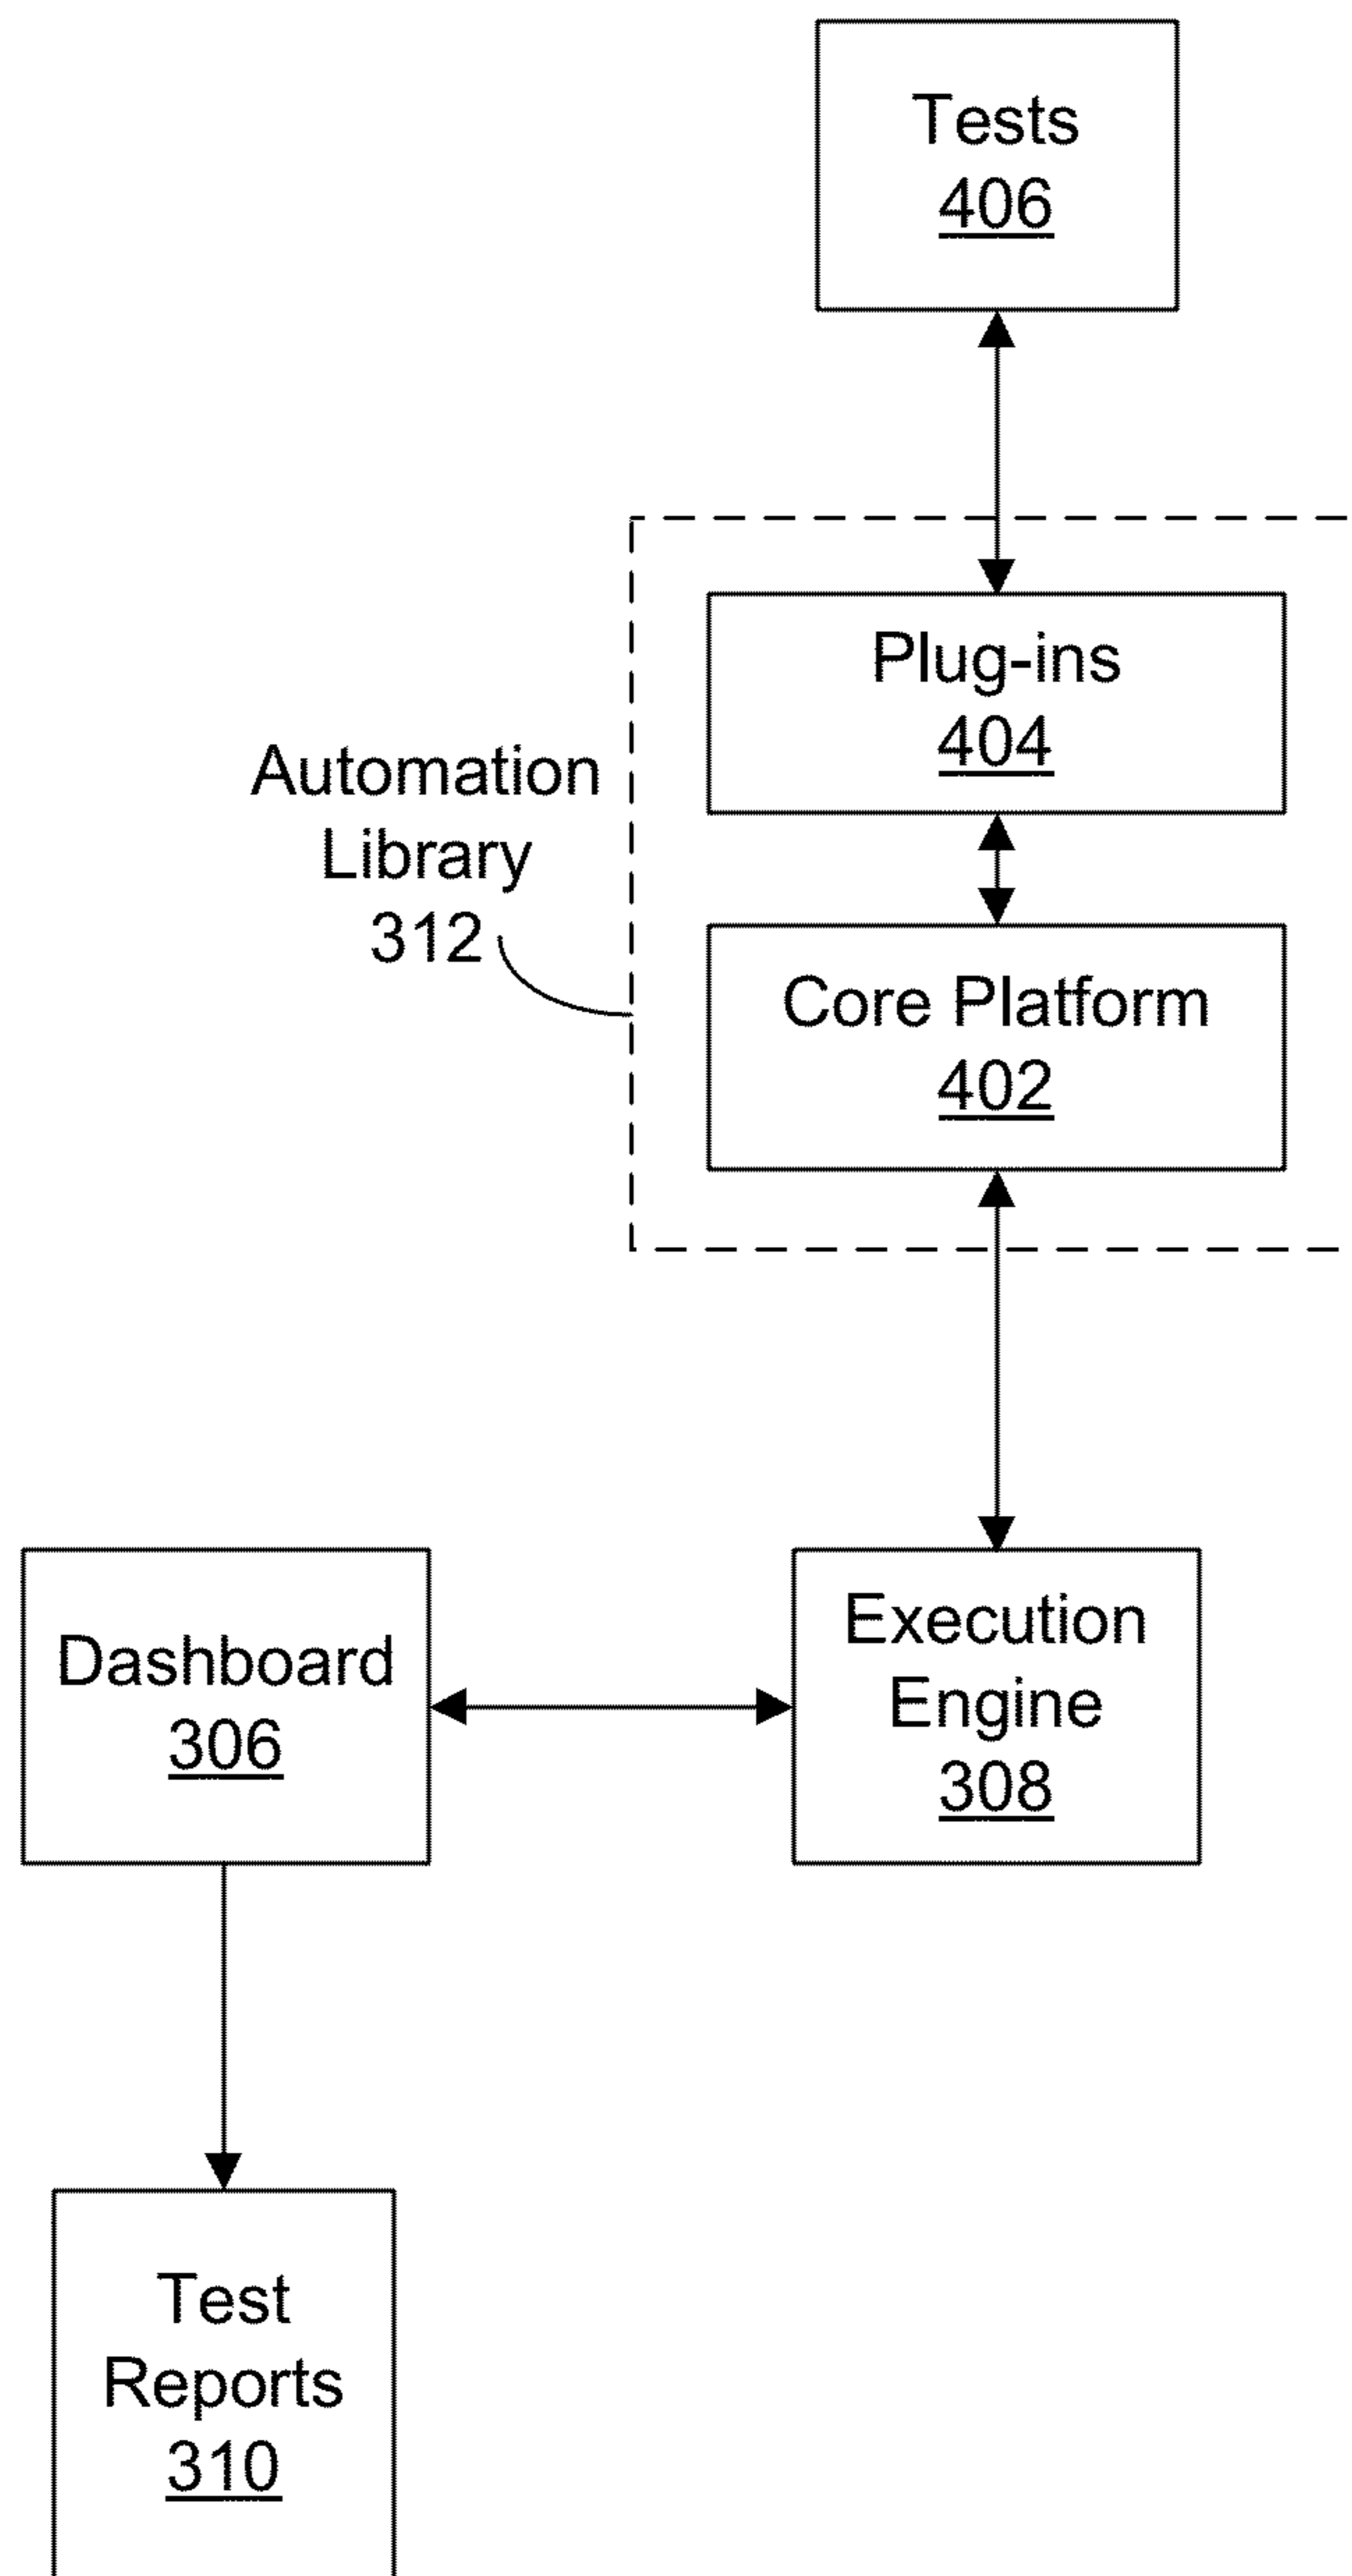 Tests
406
Plug-ins
404
Automation
Library
312
Core Platform
402
Dashboard
306
Execution
Engine
308
Test
Reports
310